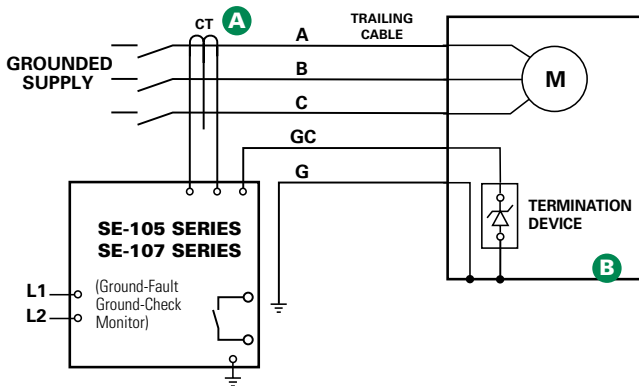 CT
A
TRAILING
CABLE
A
GROUNDED
SUPPLY
B
C
M
GC
G
SE-105 SERIES
SE-107 SERIES
(Ground-Fault
Ground-Check
Monitor)
L1
L2
TERMINATION
DEVICE
B